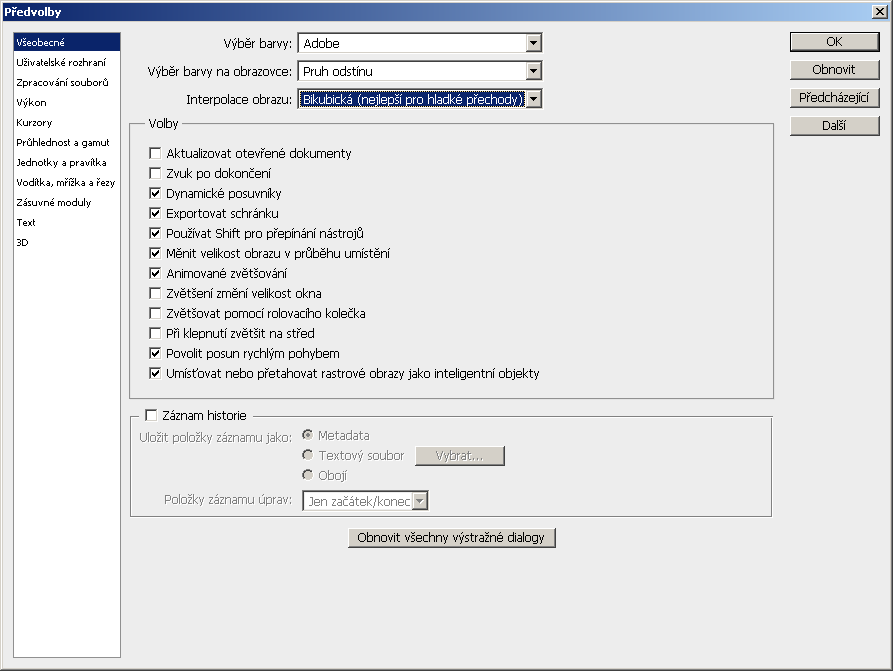 Předvolby
Všeobecné
Uživatelské rozhraní
Zpracování souborů
Výkon
Kurzory
Průhlednost a gamut
Jednotky a pravítka
Vodítka, mřížka a řezy
Zásuvné moduly
Text
3D
Výběr barvy: Adobe
Výběr barvy na obrazovce: Pruh odstínu
Interpolace obrazu: Bikubická (nejlepší pro hladké přechody)
Volby
Aktualizovat otevřené dokumenty
Zvuk po dokončení
Dynamické posuvníky
Exportovat schránku
Používat Shift pro přepínání nástrojů
Měnit velikost obrazu v průběhu umístění
Animované zvětšování
Zvětšení změní velikost okna
Zvětšovat pomocí rolovacího kolečka
Při klepnutí zvětšit na střed
Povolit posun rychlým pohybem
Umísťovat nebo přetahovat rastrové obrazy jako inteligentní objekty
Záznam historie
Uložit položky záznamu jako: Metadata
Textový soubor Vybrat...
Obojí
Položky záznamu úprav: Jen začátek/konec
Obnovit všechny výstražné dialogy
OK
Obnovit
Předcházející
Další